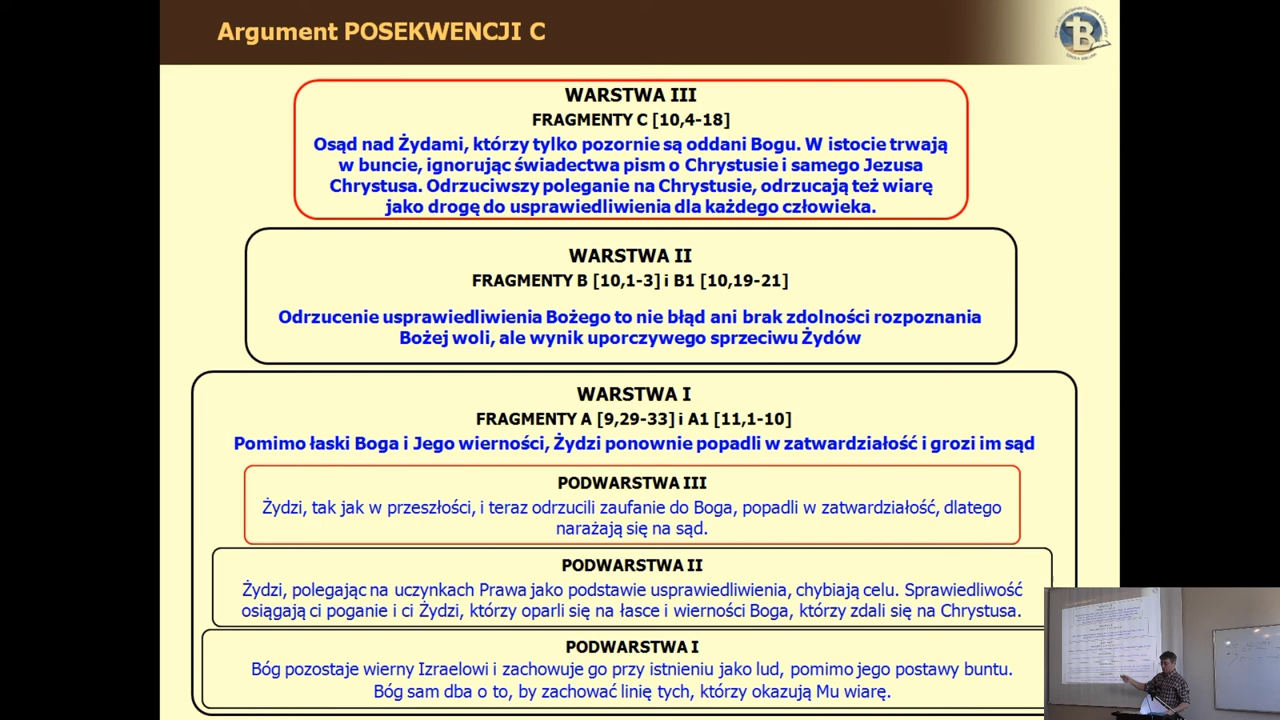 Argument POSEKWENCJI C
WARSTWA III
FRAGMENTY C [10,4-18]
Osąd nad Żydami, którzy tylko pozornie są oddani Bogu. W istocie trwają
w buncie, ignorując świadectwa pism o Chrystusie i samego Jezusa
Chrystusa. Odrzuciwszy poleganie na Chrystusie, odrzucają też wiarę
jako drogę do usprawiedliwienia dla każdego człowieka.
WARSTWA II
FRAGMENTY B [10,1-3] i B1 [10,19-21]
Odrzucenie usprawiedliwienia Bożego to nie błąd ani brak zdolności rozpoznania
Bożej woli, ale wynik uporczywego sprzeciwu Żydów
WARSTWA I
FRAGMENTY A [9,29-33] i A1 [11,1-10]
Pomimo łaski Boga i Jego wierności, Żydzi ponownie popadli w zatwardziałość i grozi im sąd
PODWARSTWA III
Żydzi, tak jak w przeszłości, i teraz odrzucili zaufanie do Boga, popadli w zatwardziałość, dlatego
narażają się na sąd.
PODWARSTWA II
Żydzi, polegając na uczynkach Prawa jako podstawie usprawiedliwienia, chybiają celu. Sprawiedliwość
osiągają ci poganie i ci Żydzi, którzy oparli się na łasce i wierności Boga, którzy zdali się na Chrystusa.
PODWARSTWA I
Bóg pozostaje wierny Izraelowi i zachowuje go przy istnieniu jako lud, pomimo jego postawy buntu.
Bóg sam dba o to, by zachować linię tych, którzy okazują Mu wiarę.